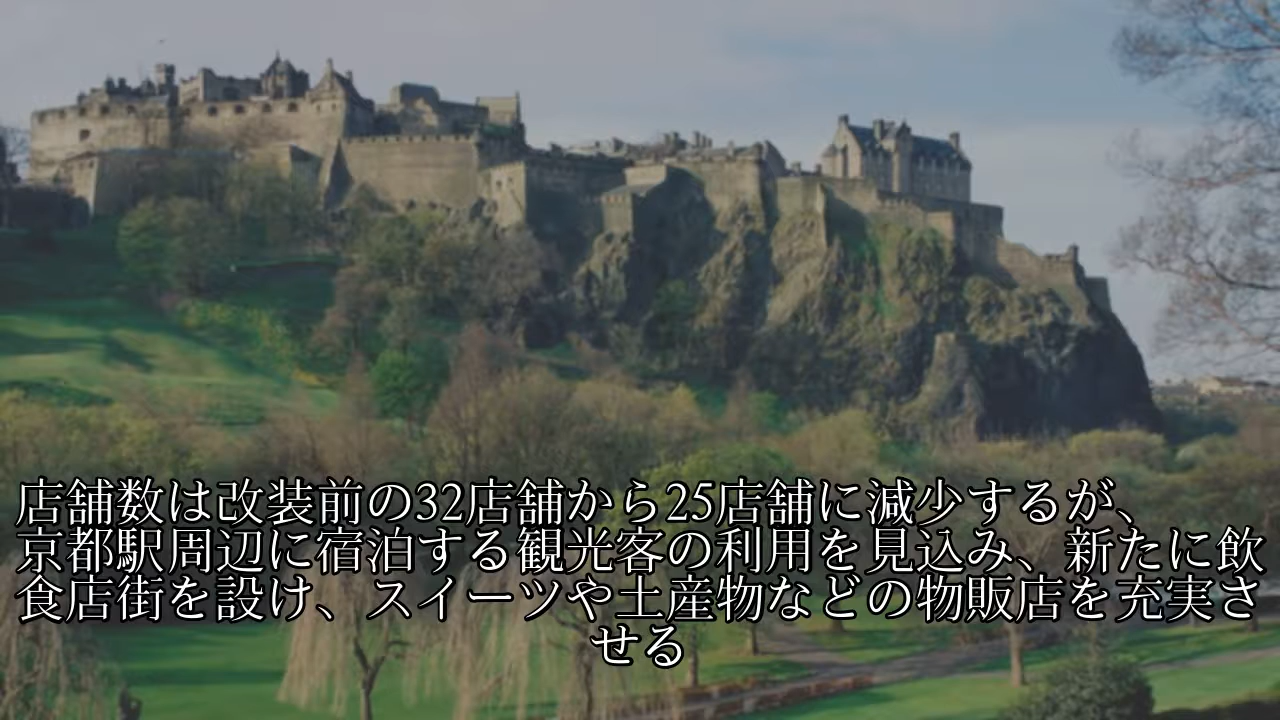 店舗数は改装前の32店舗から25店舗に減少するが、
京都駅周辺に宿泊する観光客の利用を見込み、新たに飲
食店街を設け、スイーツや土産物などの物販店を充実さ
せる